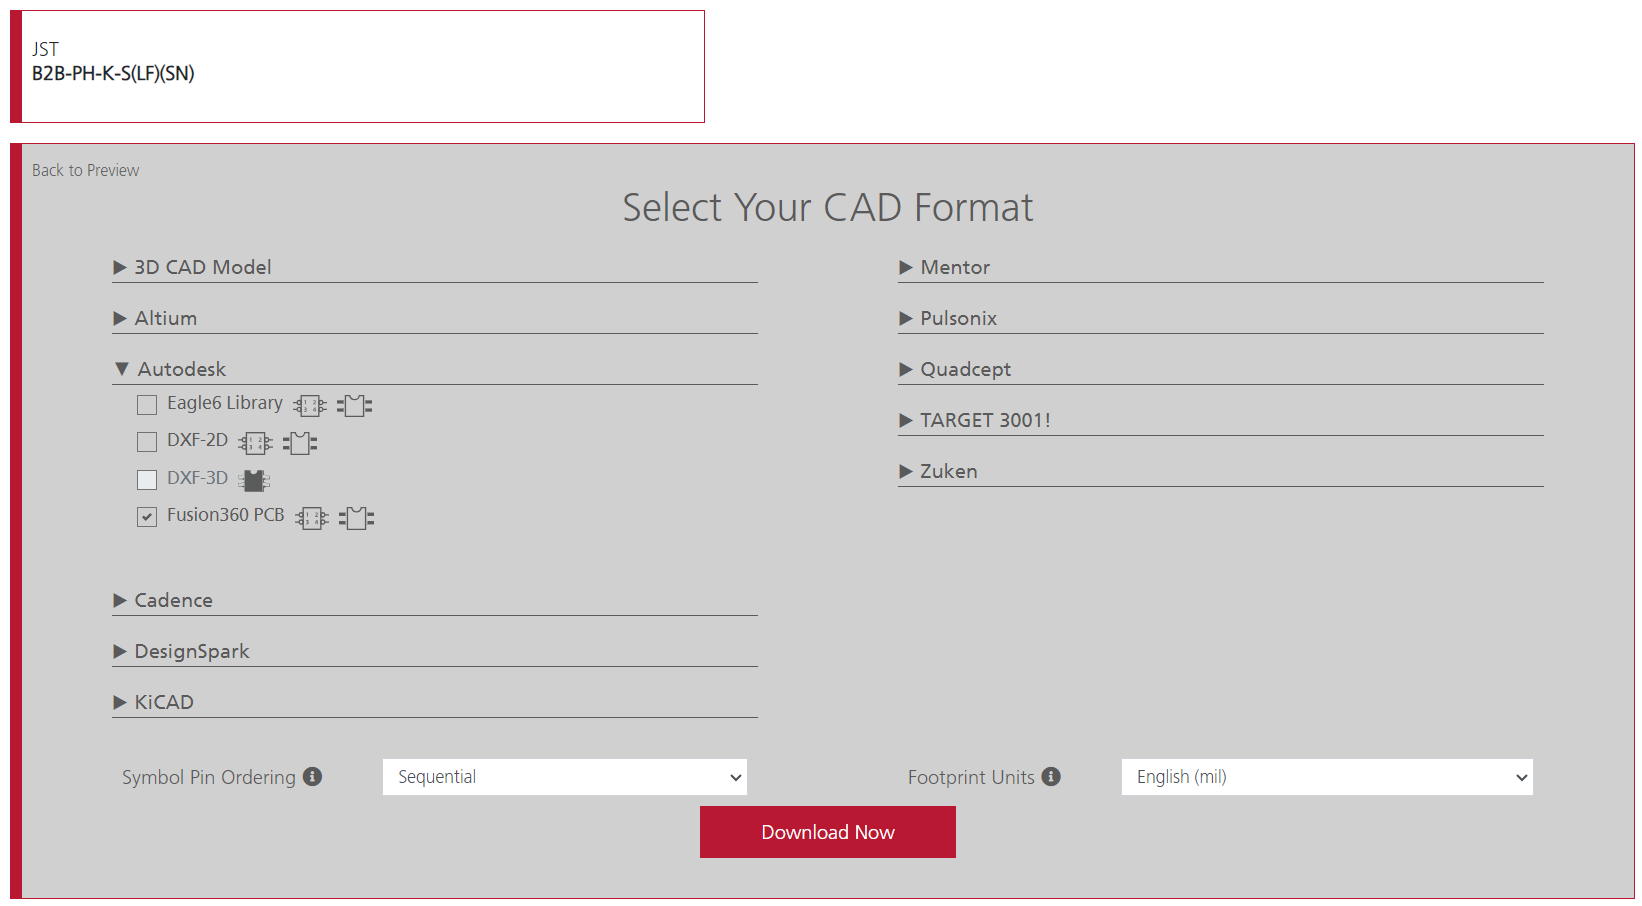 JST
B2B-PH-K-S(LF)(SN)
Back to Preview
Select Your CAD Format
3D CAD Model
Altium
Autodesk
Eagle6 Library
DXF-2D
DXF-3D
Fusion360 PCB
Cadence
DesignSpark
KiCAD
Mentor
Pulsonix
Quadcept
TARGET 3001!
Zuken
Symbol Pin Ordering
Sequential
Footprint Units
English (mil)
Download Now